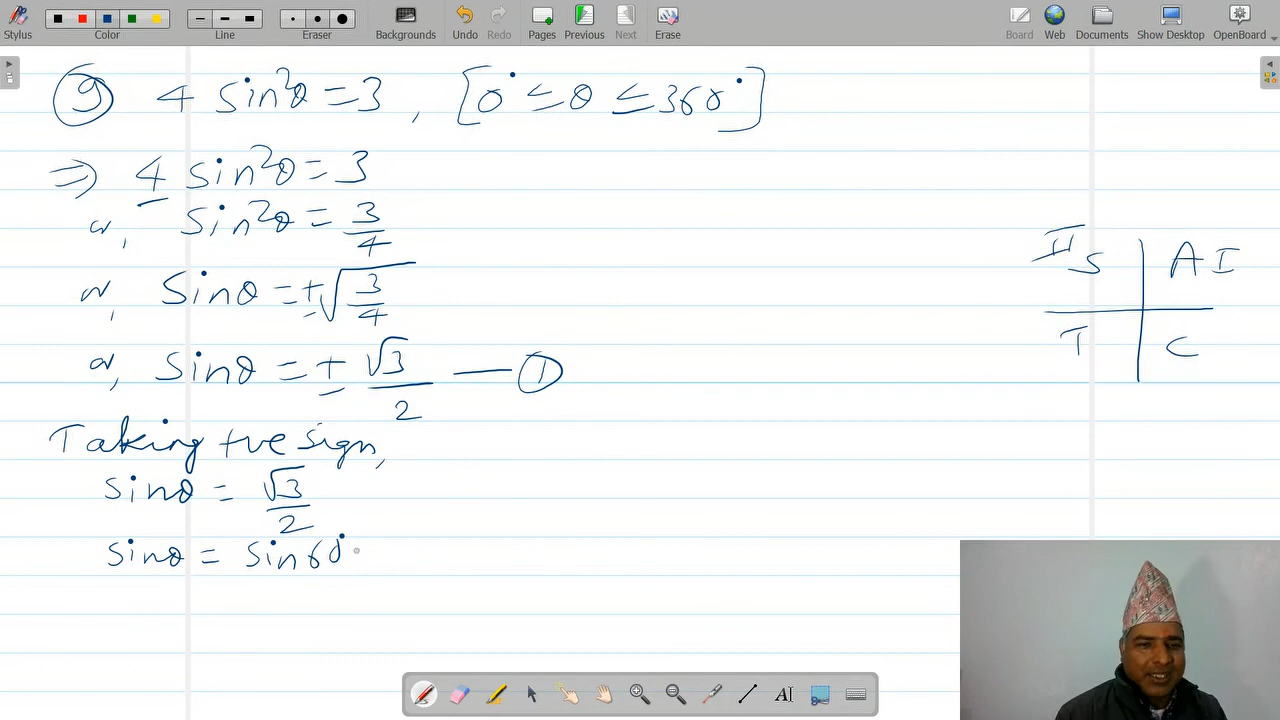 Stylus Color Line Eraser Backgrounds Undo Redo Pages Previous Next Erase Board Web Documents Show Desktop OpenBoard
9 4 sin²θ = 3, [0° ≤ θ ≤ 360°]
⇒ 4 sin²θ = 3
or, sin²θ = 3/4
or, sinθ = ±√(3/4)
or, sinθ = ± √3/2 — ①
Taking +ve sign,
sinθ = √3/2
sinθ = sin60°
II S A I
T C
AI